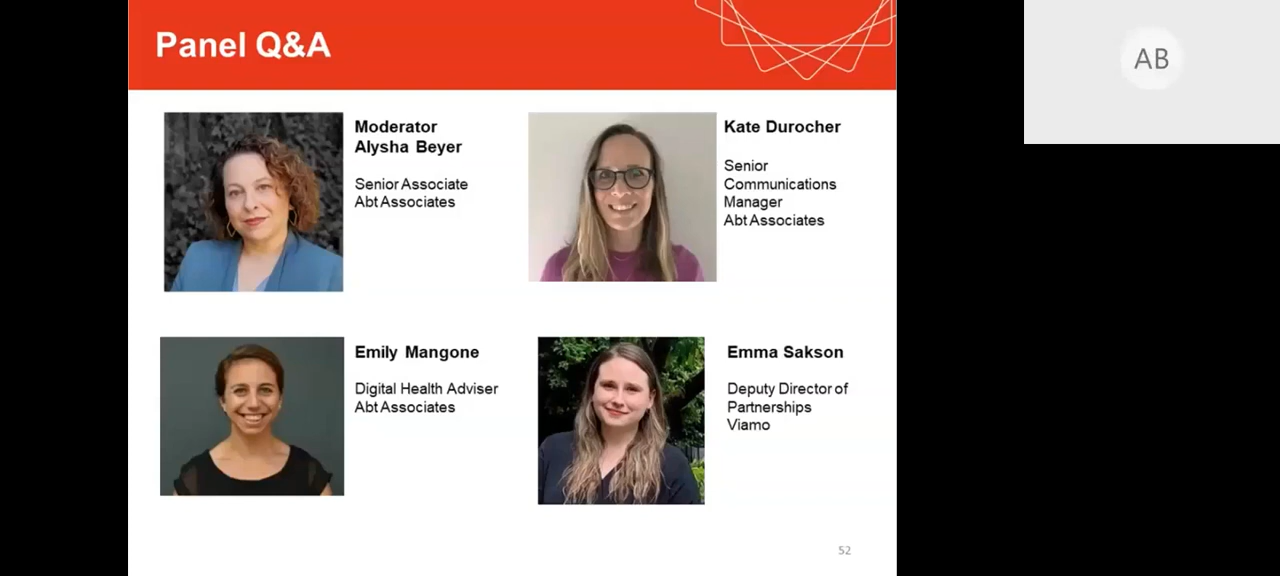 Panel Q&A
AB
Moderator
Alysha Beyer
Senior Associate
Abt Associates
Kate Durocher
Senior
Communications
Manager
Abt Associates
Emily Mangone
Digital Health Adviser
Abt Associates
Emma Sakson
Deputy Director of
Partnerships
Viamo
52